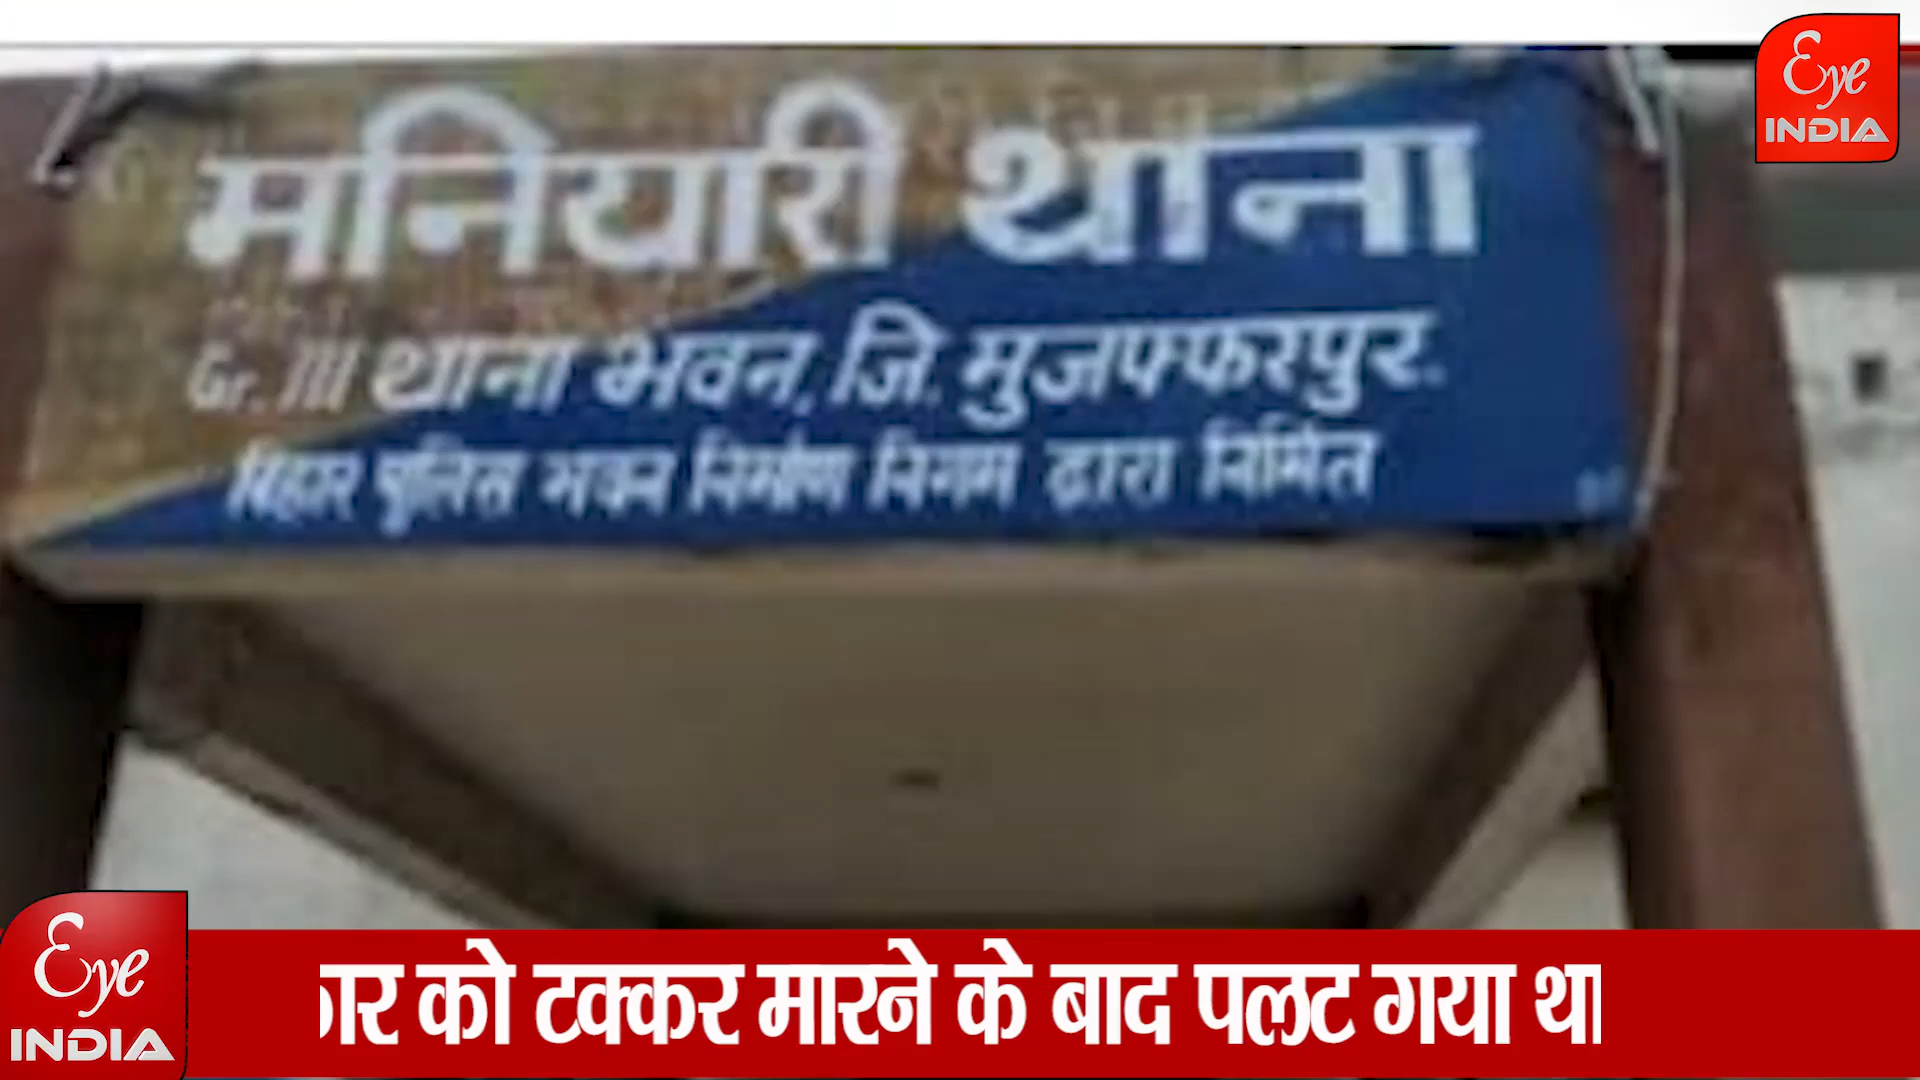 Eye
INDIA
मनियारी थाना
Gr. III थाना भवन, जि. मुजफ्फरपुर.
बिहार पुलिस भवन निर्माण निगम द्वारा निर्मित
Eye
INDIA
कार को टक्कर मारने के बाद पलट गया था